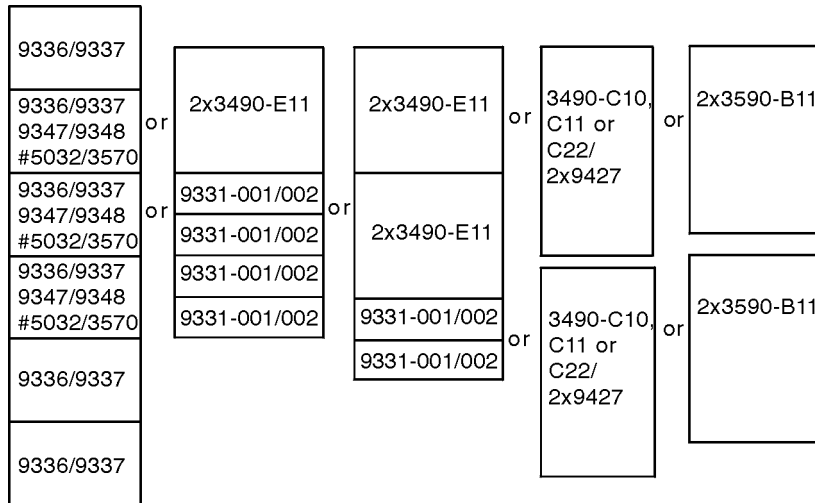 9336/9337
9336/9337
9347/9348
#5032/3570
9336/9337
9347/9348
#5032/3570
9336/9337
9347/9348
#5032/3570
9336/9337
9336/9337
or
or
2x3490-E11
9331-001/002
9331-001/002
9331-001/002
9331-001/002
or
2x3490-E11
2x3490-E11
9331-001/002
9331-001/002
or
or
3490-C10,
C11 or
C22/
2x9427
3490-C10,
C11 or
C22/
2x9427
or
or
2x3590-B11
2x3590-B11